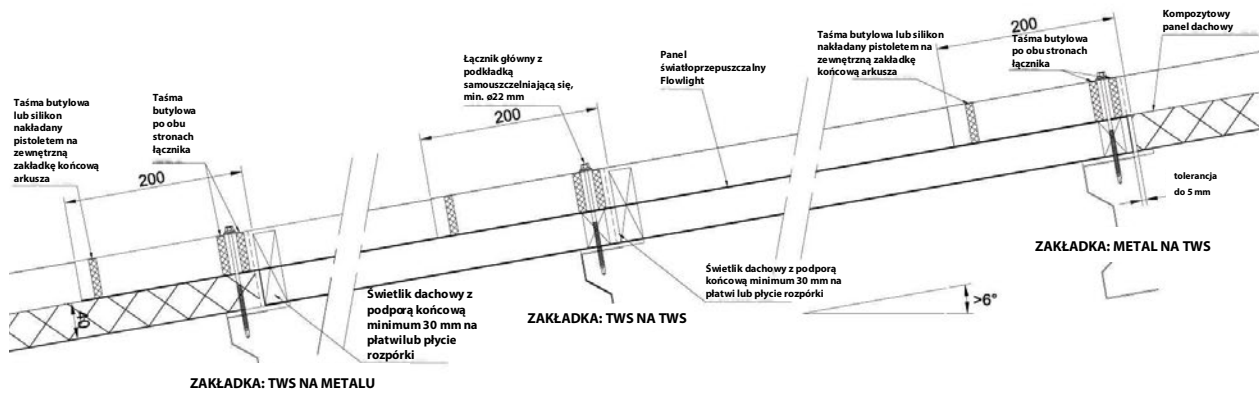 Taśma butylowa
lub silikon
nakładany
pistoletem na
zewnętrzną
zakładkę końcową
arkusza
200
Taśma
butylowa
po obu
stronach
łącznika
40
Świetlik dachowy z
podporą końcową
minimum 30 mm na
płatwilub płycie
rozpórki
ZAKŁADKA: TWS NA METALU
Łącznik główny z
podkładką
samouszczelniającą się,
min. ø22 mm
200
Panel
światłoprzepuszczalny
Flowlight
Świetlik dachowy z podporą
końcową minimum 30 mm na
płatwi lub płycie rozpórki
ZAKŁADKA: TWS NA TWS
>6°
Taśma butylowa lub silikon
nakładany pistoletem na
zewnętrzną zakładkę
końcową arkusza
200
Taśma butylowa
po obu stronach
łącznika
Kompozytowy
panel dachowy
tolerancja
do 5 mm
ZAKŁADKA: METAL NA TWS